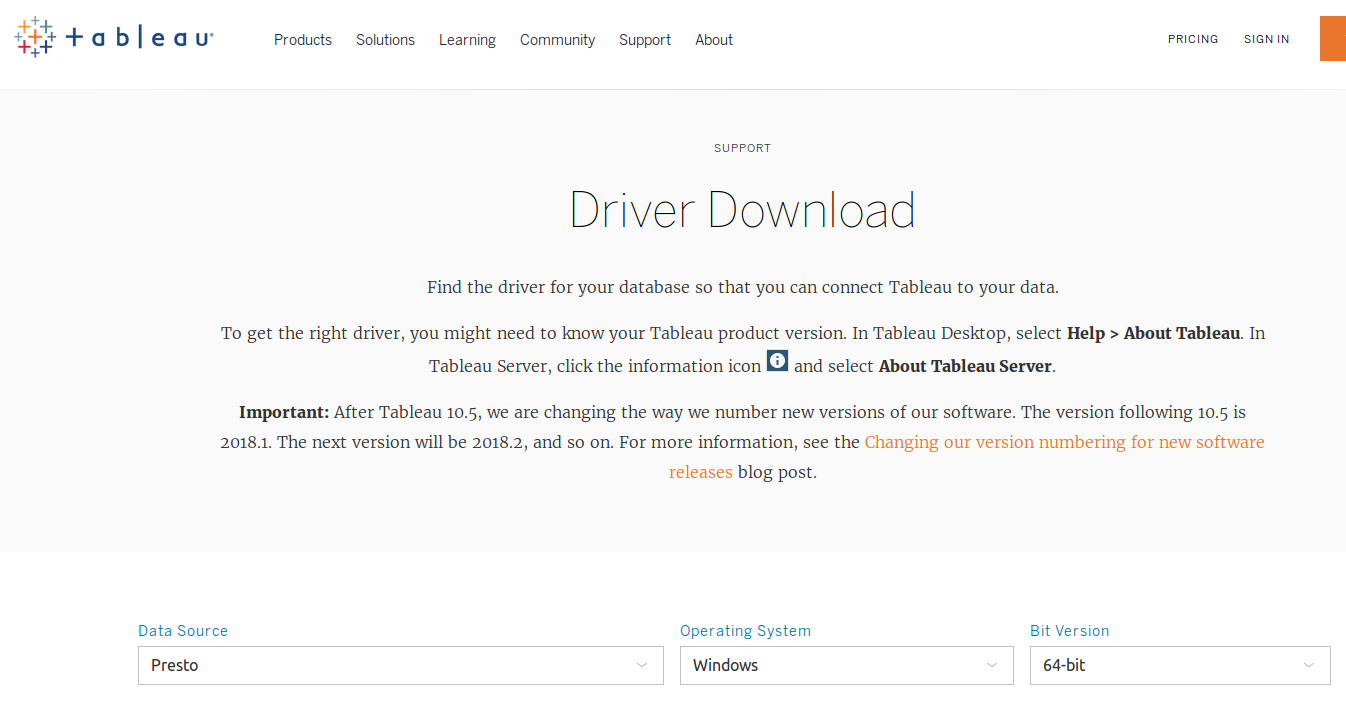 tableau
Products Solutions Learning Community Support About
PRICING SIGN IN
SUPPORT
Driver Download
Find the driver for your database so that you can connect Tableau to your data.
To get the right driver, you might need to know your Tableau product version. In Tableau Desktop, select Help > About Tableau. In
Tableau Server, click the information icon and select About Tableau Server.
Important: After Tableau 10.5, we are changing the way we number new versions of our software. The version following 10.5 is
2018.1. The next version will be 2018.2, and so on. For more information, see the Changing our version numbering for new software
releases blog post.
Data Source Operating System Bit Version
Presto Windows 64-bit